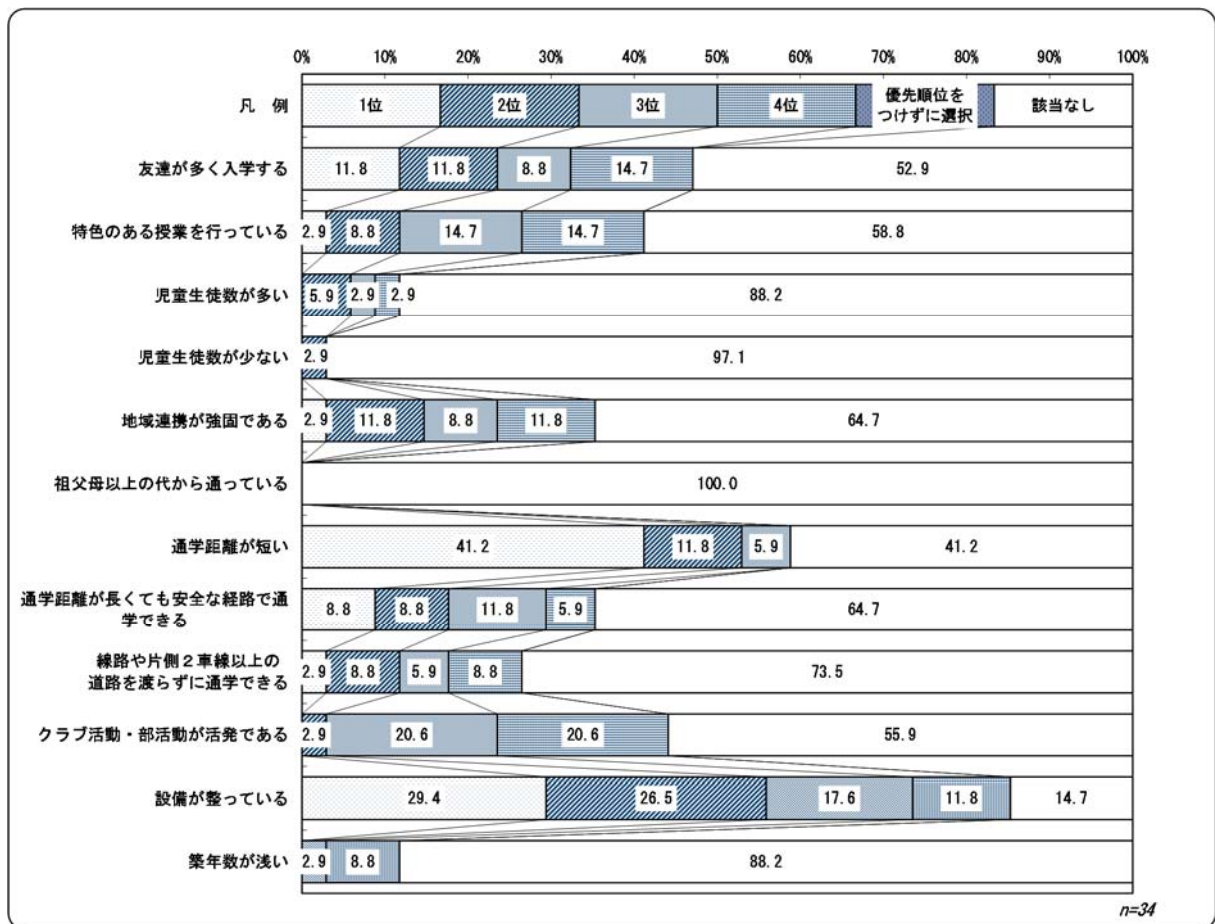 0% 10% 20% 30% 40% 50% 60% 70% 80% 90% 100%
凡 例 1位 2位 3位 4位 優先順位を
つけずに選択 該当なし
友達が多く入学する 11.8 11.8 8.8 14.7 52.9
特色のある授業を行っている 2.9 8.8 14.7 14.7 58.8
児童生徒数が多い 5.9 2.9 2.9 88.2
児童生徒数が少ない 2.9 97.1
地域連携が強固である 2.9 11.8 8.8 11.8 64.7
祖父母以上の代から通っている 100.0
通学距離が短い 41.2 11.8 5.9 41.2
通学距離が長くても安全な経路で通
学できる 8.8 8.8 11.8 5.9 64.7
線路や片側2車線以上の
道路を渡らずに通学できる 2.9 8.8 5.9 8.8 73.5
クラブ活動・部活動が活発である 2.9 20.6 20.6 55.9
設備が整っている 29.4 26.5 17.6 11.8 14.7
築年数が浅い 2.9 8.8 88.2
n=34